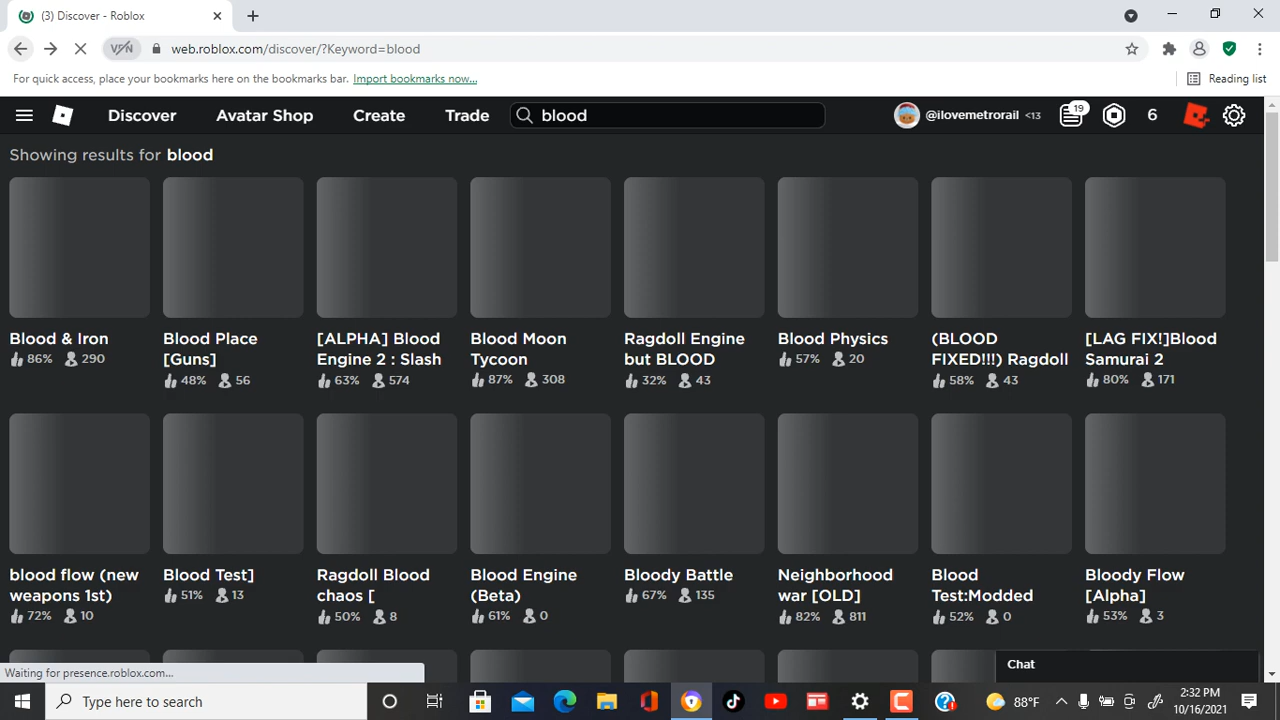 (3) Discover - Roblox
VPN
web.roblox.com/discover/?Keyword=blood
For quick access, place your bookmarks here on the bookmarks bar. Import bookmarks now...
Reading list
Discover
Avatar Shop
Create
Trade
blood
@ilovemetrorail <13
19
6
Showing results for blood
Blood & Iron
86% 290
Blood Place
[Guns]
48% 56
[ALPHA] Blood
Engine 2 : Slash
63% 574
Blood Moon
Tycoon
87% 308
Ragdoll Engine
but BLOOD
32% 43
Blood Physics
57% 20
(BLOOD
FIXED!!!) Ragdoll
58% 43
[LAG FIX!]Blood
Samurai 2
80% 171
blood flow (new
weapons 1st)
72% 10
Blood Test]
51% 13
Ragdoll Blood
chaos [
50% 8
Blood Engine
(Beta)
61% 0
Bloody Battle
67% 135
Neighborhood
war [OLD]
82% 811
Blood
Test:Modded
52% 0
Bloody Flow
[Alpha]
53% 3
Waiting for presence.roblox.com...
Chat
Type here to search
88°F
2:32 PM
10/16/2021